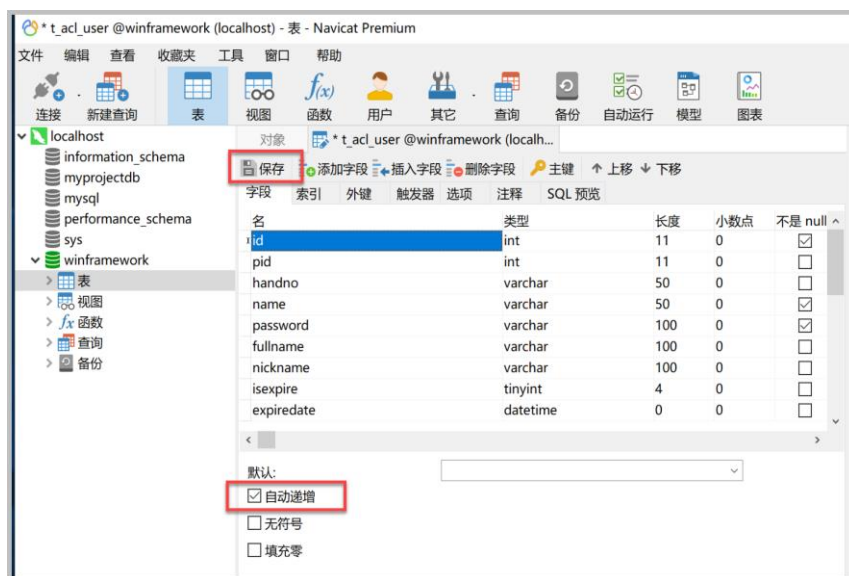 * t_acl_user @winframework (localhost) - 表 - Navicat Premium
文件 编辑 查看 收藏夹 工具 窗口 帮助
连接 新建查询 表 视图 函数 用户 其它 查询 备份 自动运行 模型 图表
localhost
information_schema
myprojectdb
mysql
performance_schema
sys
winframework
表
视图
函数
查询
备份
对象 * t_acl_user @winframework (localh...
保存 添加字段 插入字段 删除字段 主键 上移 下移
字段 索引 外键 触发器 选项 注释 SQL 预览
名 类型 长度 小数点 不是 null
id int 11 0
pid int 11 0
handno varchar 50 0
name varchar 50 0
password varchar 100 0
fullname varchar 100 0
nickname varchar 100 0
isexpire tinyint 4 0
expiredate datetime 0 0
默认:
自动递增
无符号
填充零